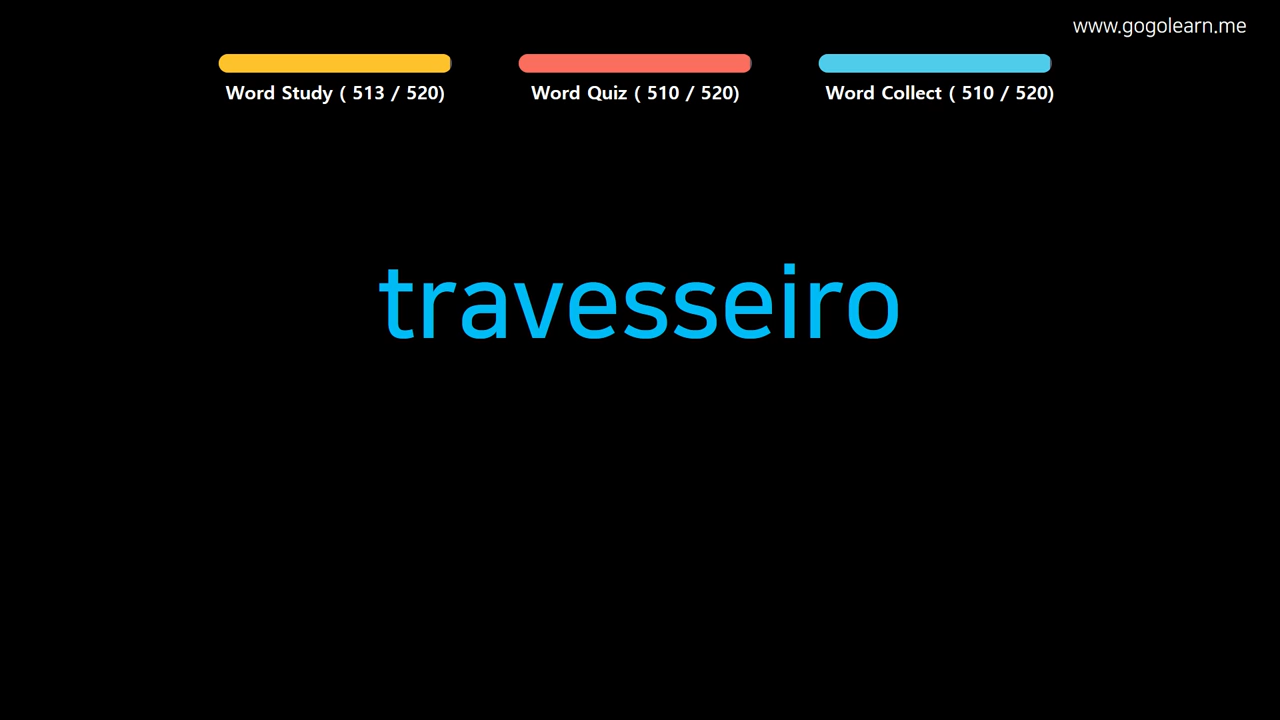 www.gogolearn.me
Word Study ( 513 / 520)
Word Quiz ( 510 / 520)
Word Collect ( 510 / 520)
travesseiro